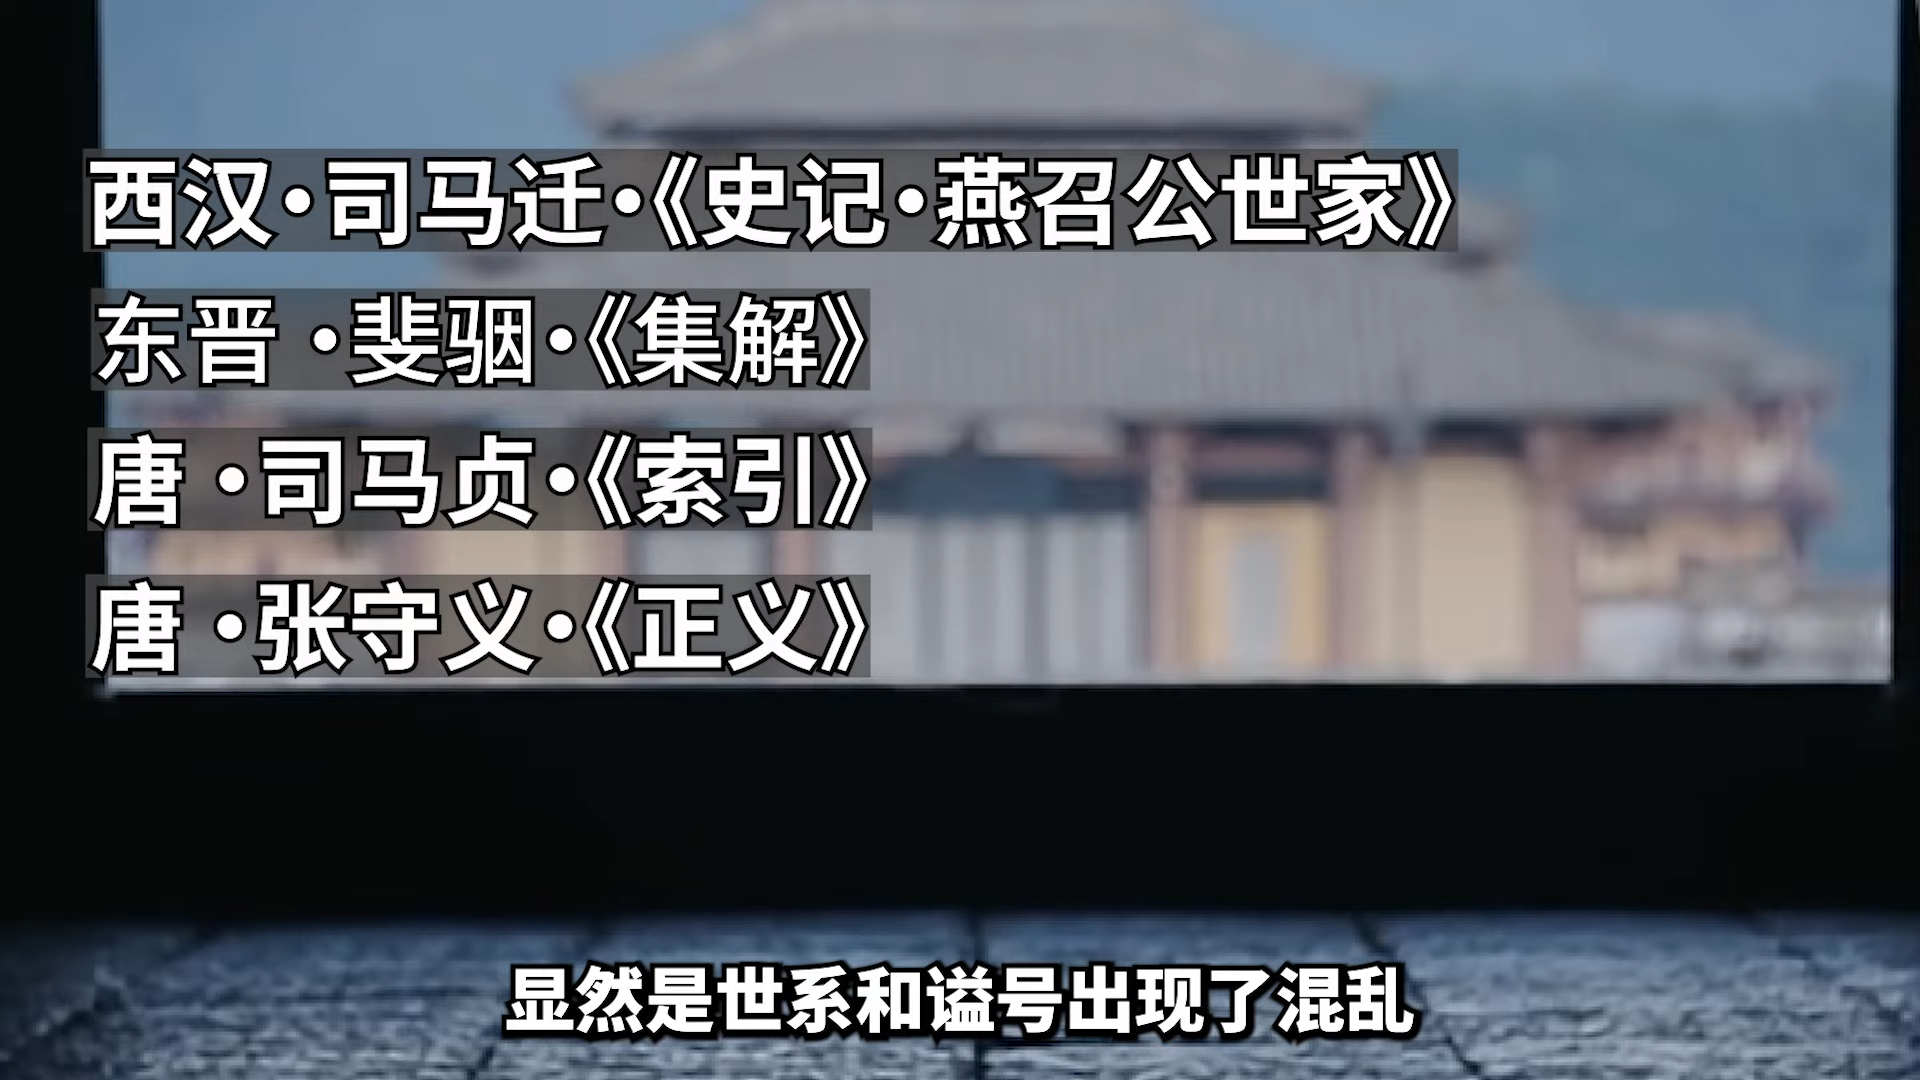 西汉·司马迁·《史记·燕召公世家》
东晋 ·斐骃·《集解》
唐 ·司马贞·《索引》
唐 ·张守义·《正义》
显然是世系和谥号出现了混乱